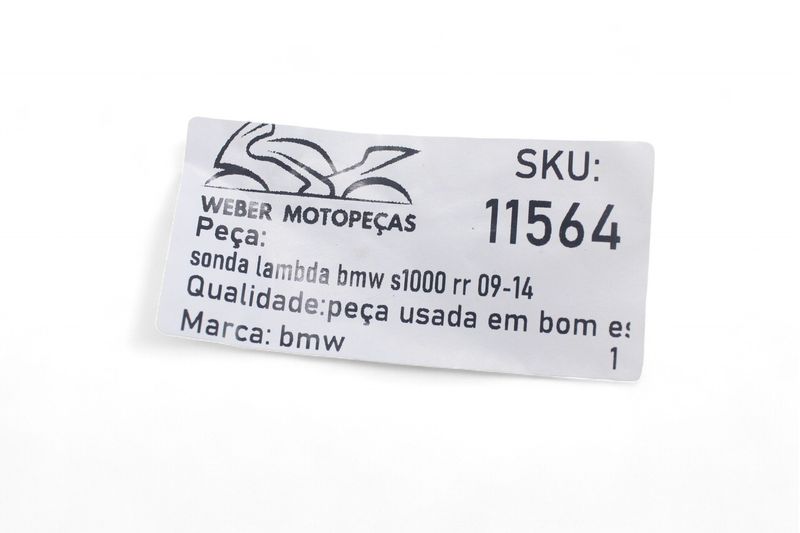 WEBER MOTOPEÇAS
SKU:
11564
Peça:
sonda lambda bmw s1000 rr 09-14
Qualidade:peça usada em bom es
Marca: bmw
1